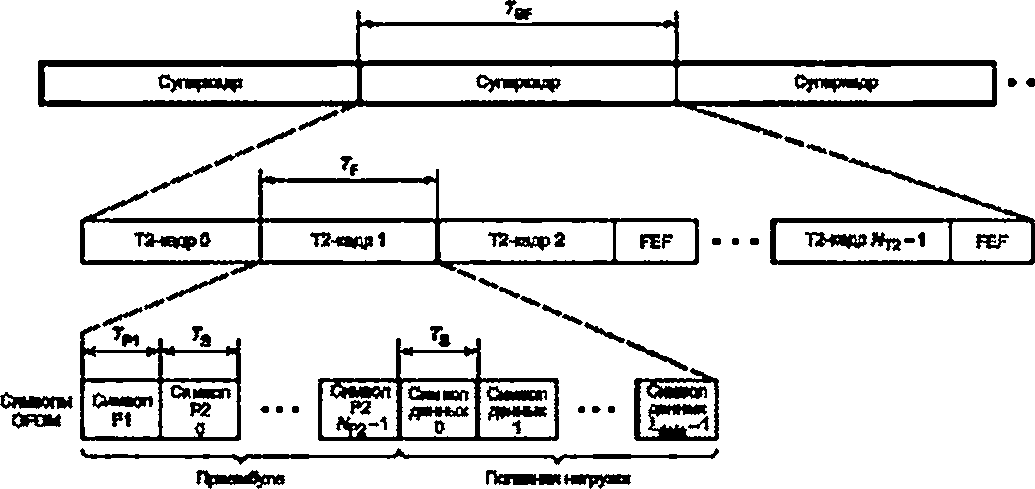 T_SF
Суперкадр Суперкадр Суперкадр
T_F
T2-кадр 0 T2-кадр 1 T2-кадр 2 FEF T2-кадр N_T2 – 1 FEF
T_P1 T_S T_S
Символы OFDM
Символ P1
Символ P2 0
Символ P2 N_P2 –1
Символ данных 0
Символ данных 1
Символ данных L_data –1
Преамбула Полезная нагрузка